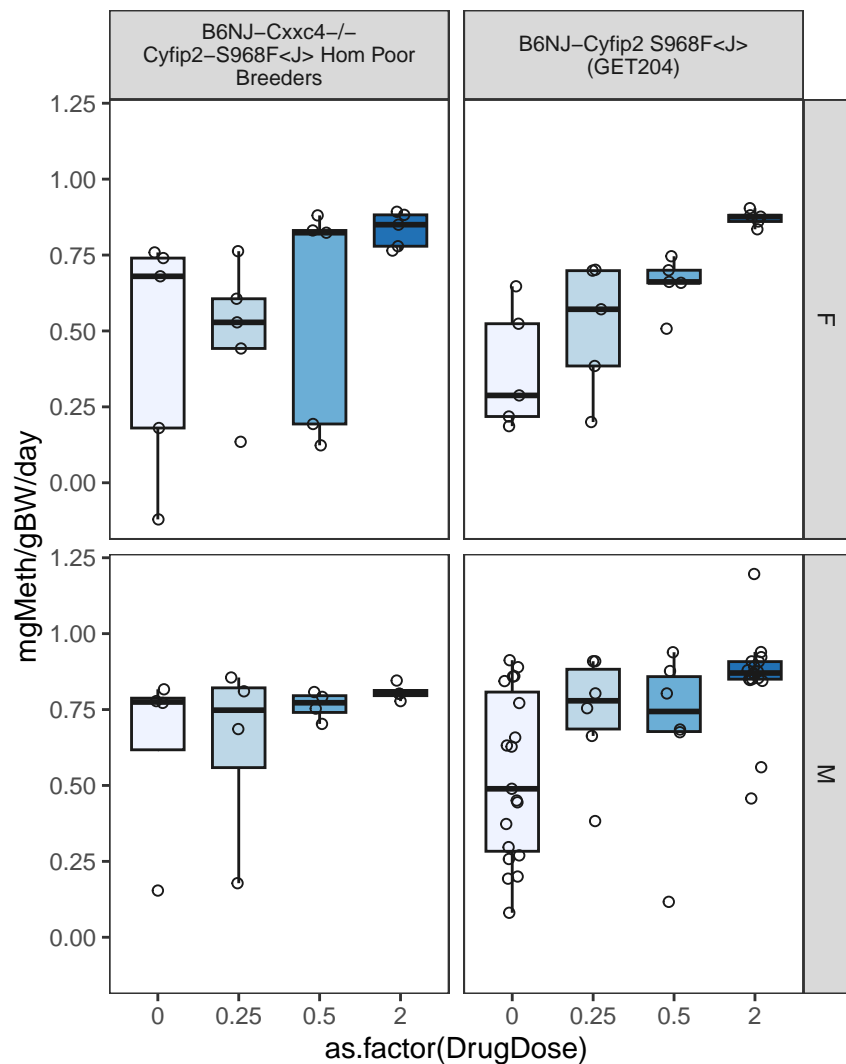 B6NJ−Cxxc4−/−
Cyfip2−S968F<J> Hom Poor
Breeders
B6NJ−Cyfip2 S968F<J>
(GET204)
mgMeth/gBW/day
1.25
1.00
0.75
0.50
0.25
0.00
F
1.25
1.00
0.75
0.50
0.25
0.00
M
0 0.25 0.5 2
0 0.25 0.5 2
as.factor(DrugDose)